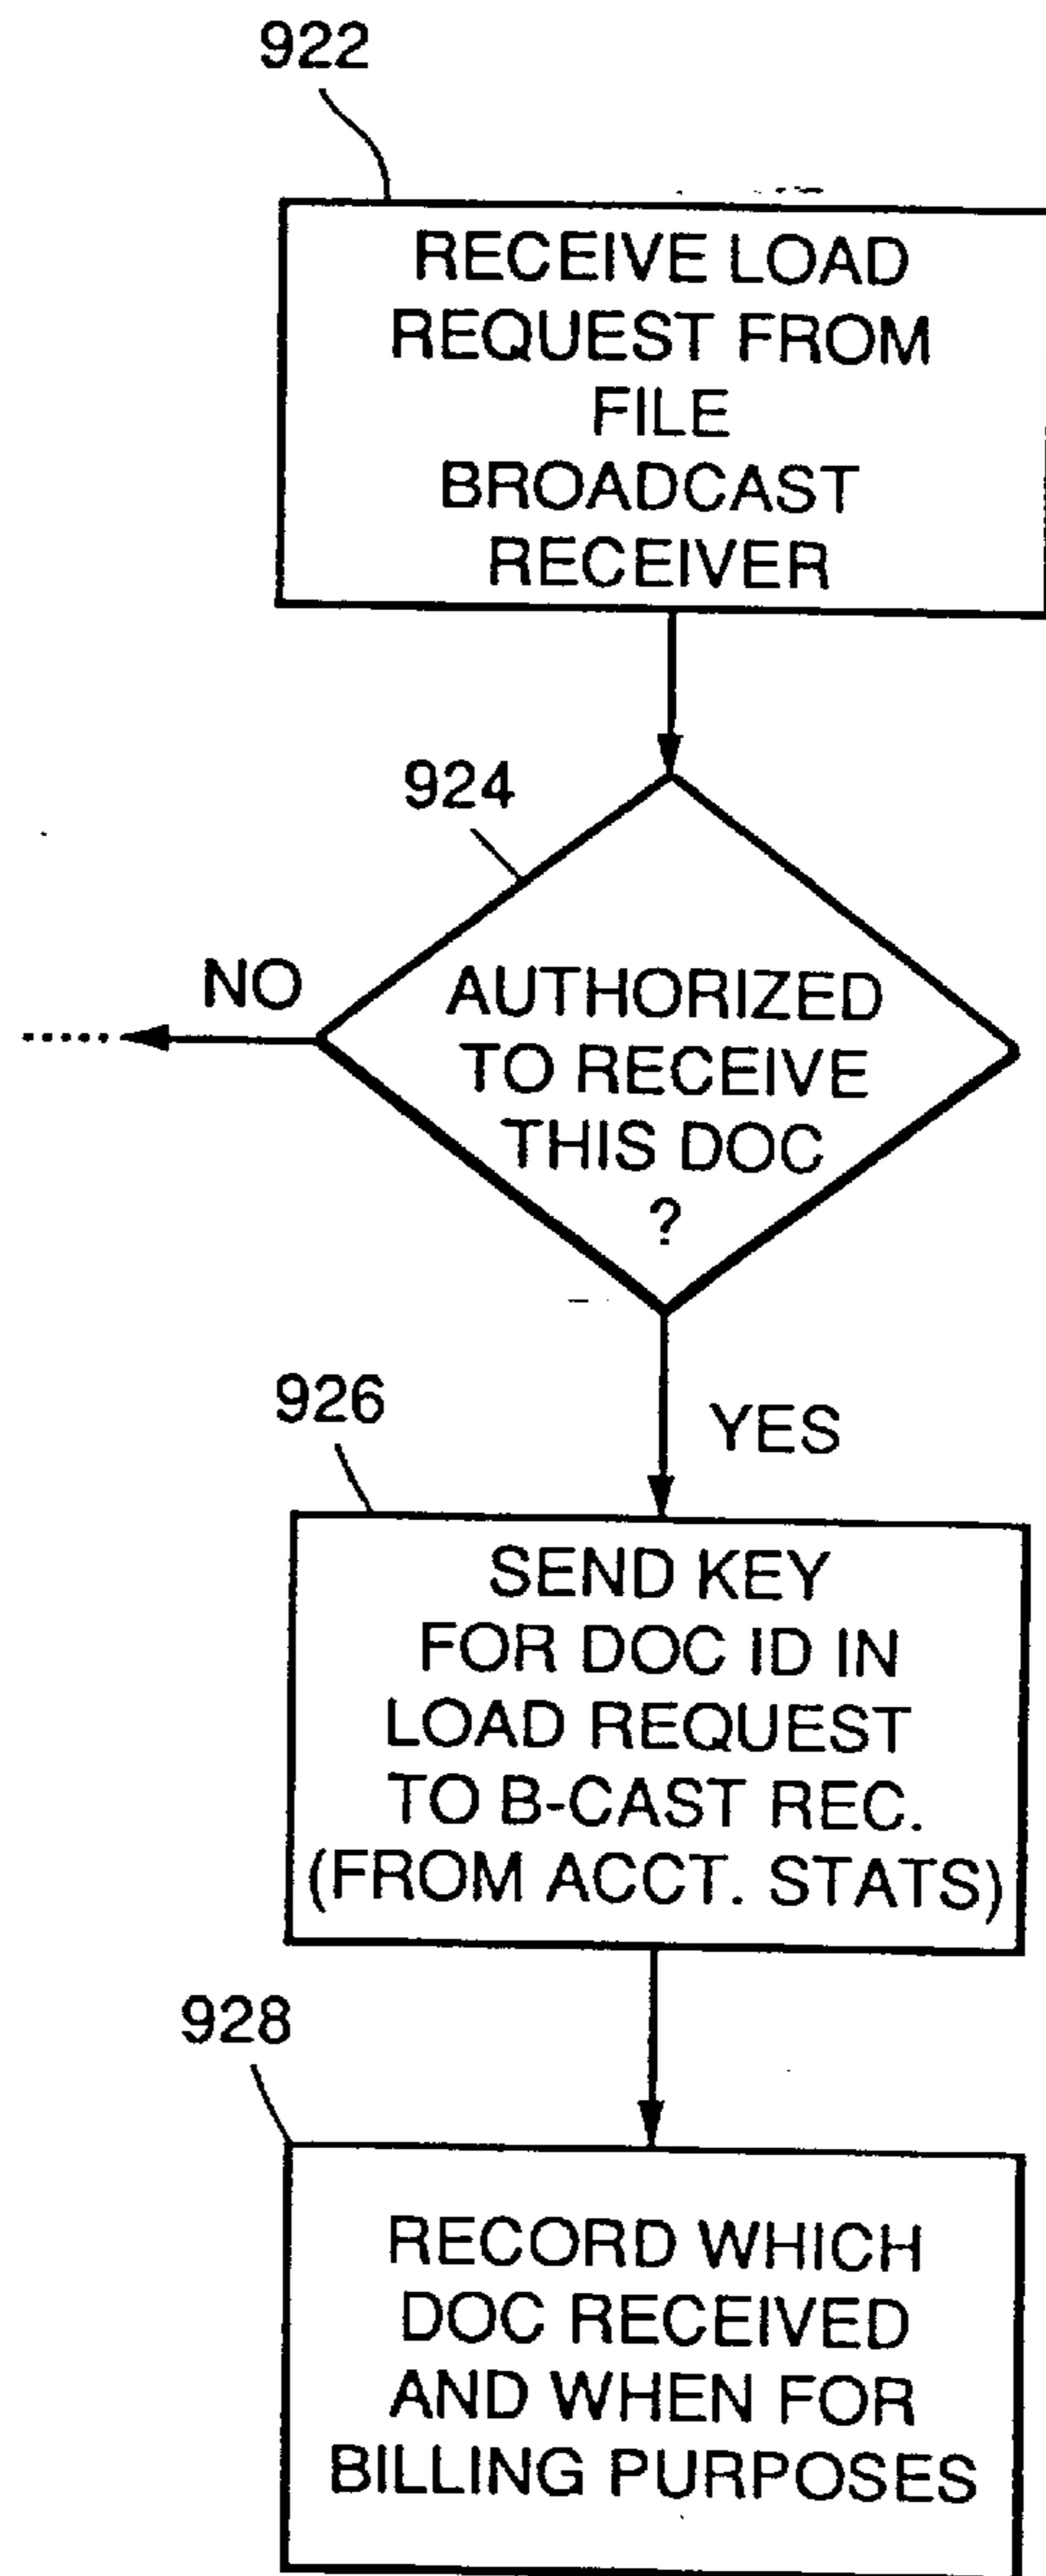 922
RECEIVE LOAD
REQUEST FROM
FILE
BROADCAST
RECEIVER
924
NO
AUTHORIZED
TO RECEIVE
THIS DOC
?
926
YES
SEND KEY
FOR DOC ID IN
LOAD REQUEST
TO B-CAST REC.
(FROM ACCT. STATS)
928
RECORD WHICH
DOC RECEIVED
AND WHEN FOR
BILLING PURPOSES